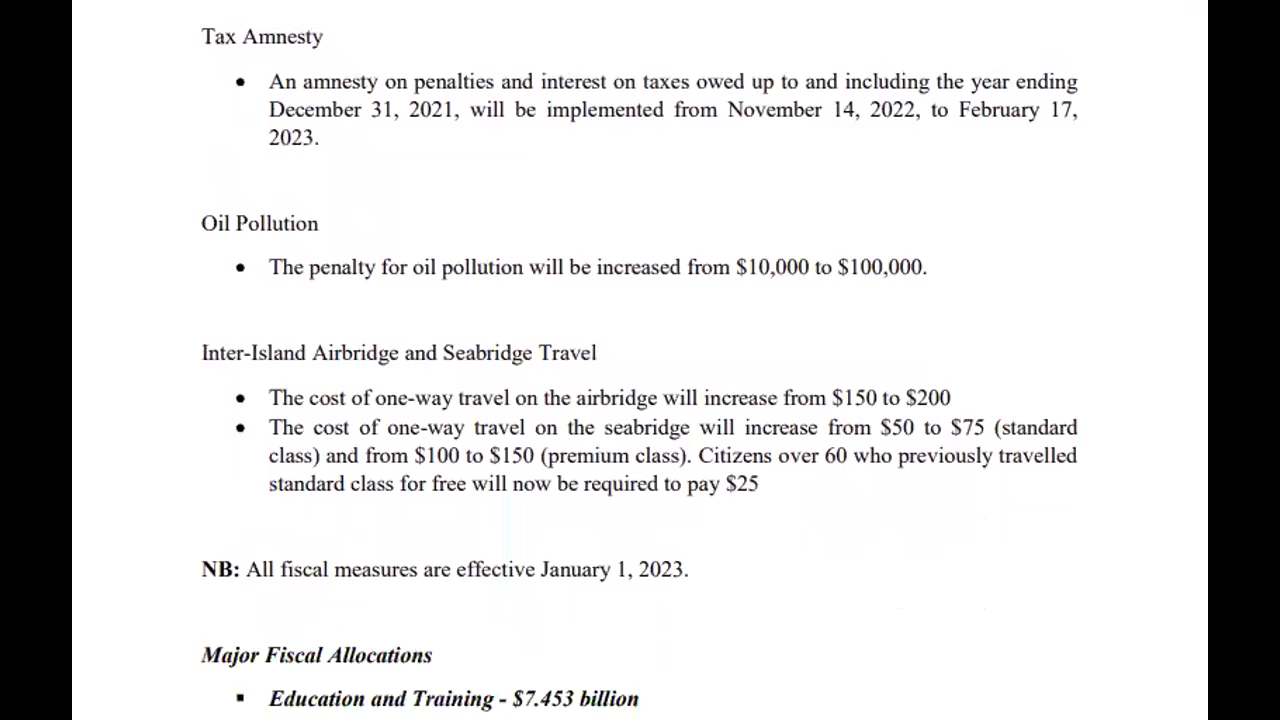 Tax Amnesty
• An amnesty on penalties and interest on taxes owed up to and including the year ending
December 31, 2021, will be implemented from November 14, 2022, to February 17,
2023.
Oil Pollution
• The penalty for oil pollution will be increased from $10,000 to $100,000.
Inter-Island Airbridge and Seabridge Travel
• The cost of one-way travel on the airbridge will increase from $150 to $200
• The cost of one-way travel on the seabridge will increase from $50 to $75 (standard
class) and from $100 to $150 (premium class). Citizens over 60 who previously travelled
standard class for free will now be required to pay $25
NB: All fiscal measures are effective January 1, 2023.
Major Fiscal Allocations
▪ Education and Training - $7.453 billion